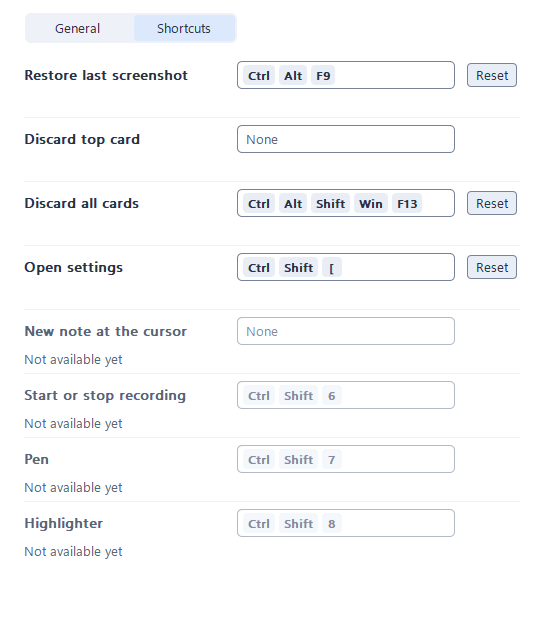 General Shortcuts
Restore last screenshot Ctrl Alt F9 Reset
Discard top card None
Discard all cards Ctrl Alt Shift Win F13 Reset
Open settings Ctrl Shift [ Reset
New note at the cursor None
Not available yet
Start or stop recording Ctrl Shift 6
Not available yet
Pen Ctrl Shift 7
Not available yet
Highlighter Ctrl Shift 8
Not available yet